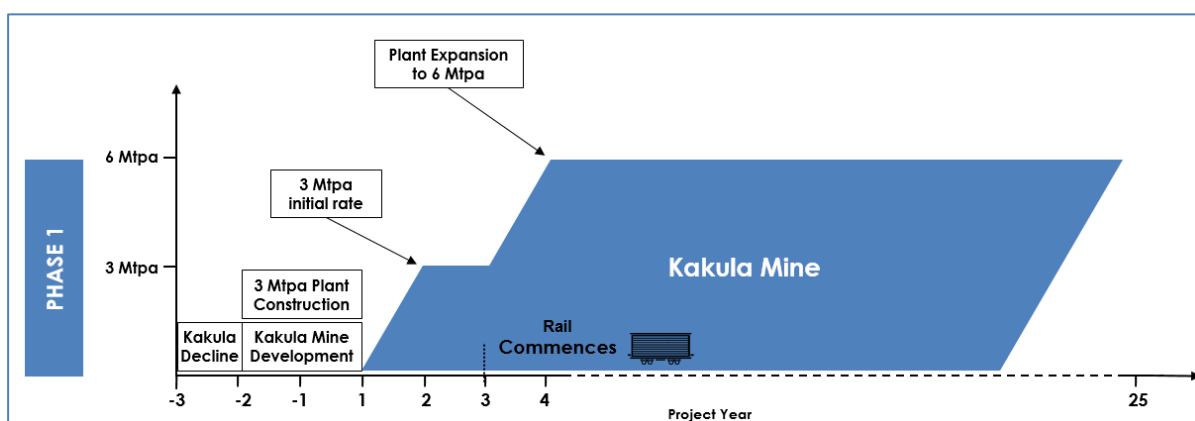 Plant Expansion
to 6 Mtpa
6 Mtpa
3 Mtpa
initial rate
PHASE 1
3 Mtpa
Kakula Mine
3 Mtpa Plant
Construction
Kakula
Decline
Kakula Mine
Development
Rail
Commences
-3 -2 -1 1 2 3 4 25
Project Year